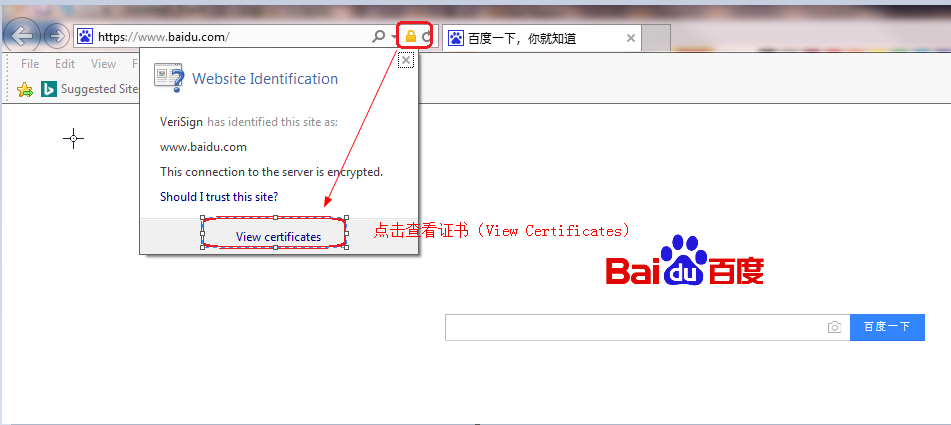 https://www.baidu.com/
百度一下，你就知道
File Edit View F
Suggested Site
Website Identification
VeriSign has identified this site as:
www.baidu.com
This connection to the server is encrypted.
Should I trust this site?
View certificates
点击查看证书（View Certificates）
Bai du 百度
百度一下